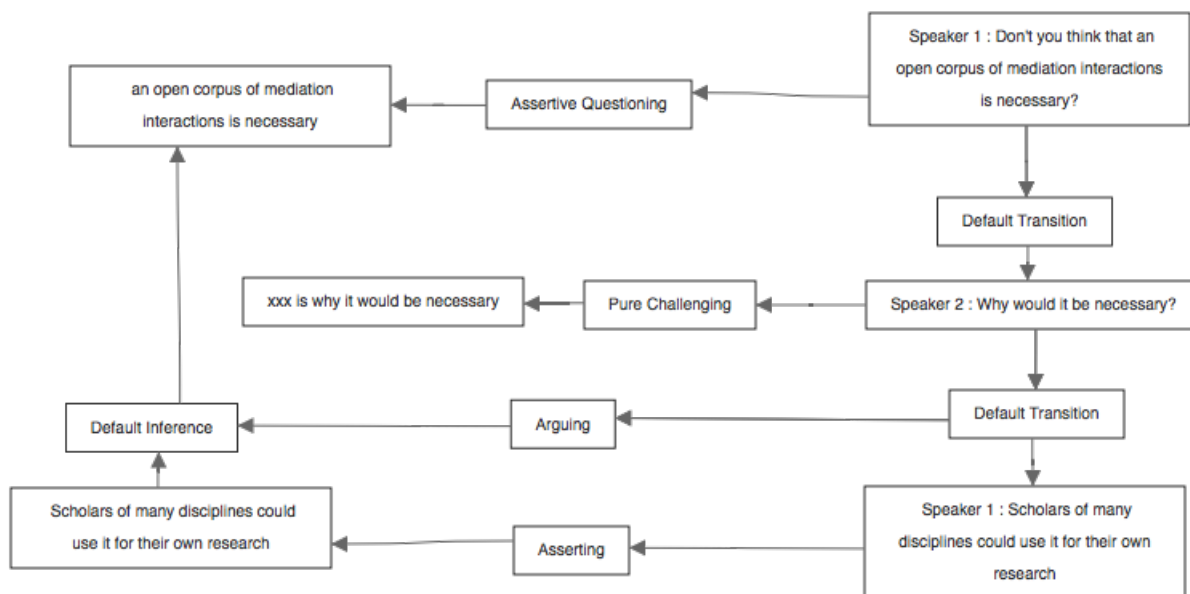 Speaker 1 : Don't you think that an
open corpus of mediation interactions
is necessary?
an open corpus of mediation
interactions is necessary
Assertive Questioning
Default Transition
xxx is why it would be necessary
Pure Challenging
Speaker 2 : Why would it be necessary?
Default Inference
Arguing
Default Transition
Scholars of many disciplines could
use it for their own research
Asserting
Speaker 1 : Scholars of many
disciplines could use it for their own
research